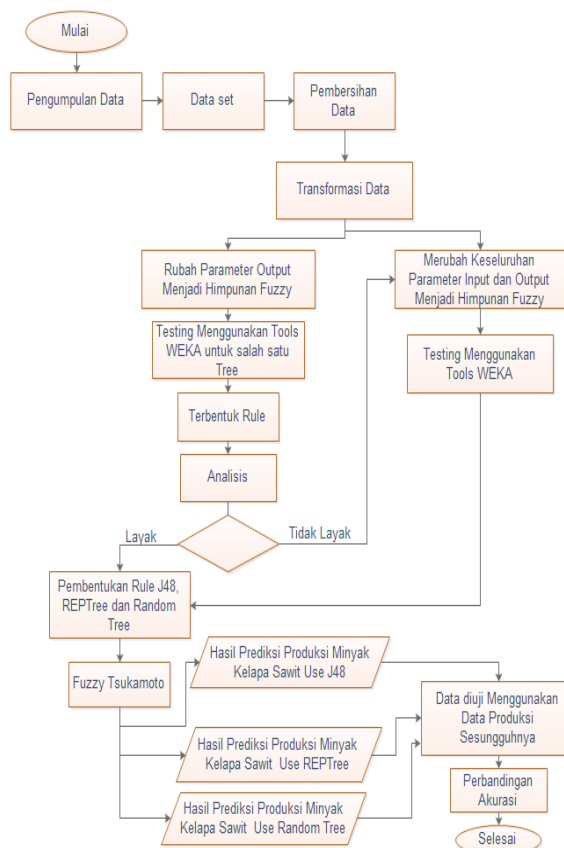 Mulai
Pengumpulan Data
Data set
Pembersihan
Data
Transformasi Data
Rubah Parameter Output
Menjadi Himpunan Fuzzy
Merubah Keseluruhan
Parameter Input dan Output
Menjadi Himpunan Fuzzy
Testing Menggunakan Tools
WEKA untuk salah satu
Tree
Testing Menggunakan
Tools WEKA
Terbentuk Rule
Analisis
Layak
Tidak Layak
Pembentukan Rule J48,
REPTree dan Random
Tree
Fuzzy Tsukamoto
Hasil Prediksi Produksi Minyak
Kelapa Sawit Use J48
Hasil Prediksi Produksi Minyak
Kelapa Sawit Use REPTree
Hasil Prediksi Produksi Minyak
Kelapa Sawit Use Random Tree
Data diuji Menggunakan
Data Produksi
Sesungguhnya
Perbandingan
Akurasi
Selesai